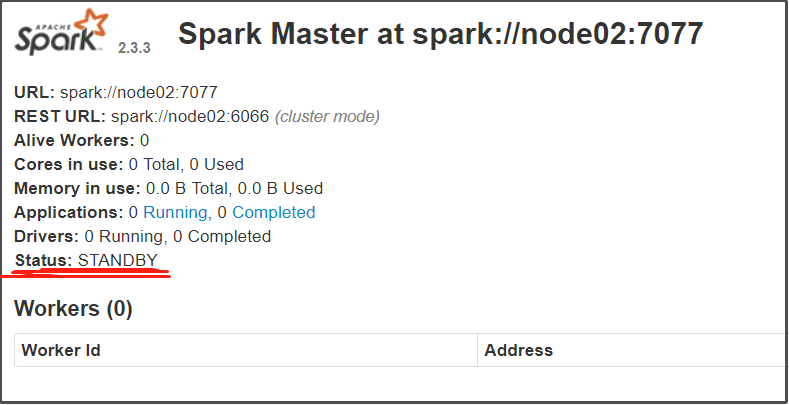 APACHE
Spark 2.3.3 Spark Master at spark://node02:7077
URL: spark://node02:7077
REST URL: spark://node02:6066 (cluster mode)
Alive Workers: 0
Cores in use: 0 Total, 0 Used
Memory in use: 0.0 B Total, 0.0 B Used
Applications: 0 Running, 0 Completed
Drivers: 0 Running, 0 Completed
Status: STANDBY
Workers (0)
Worker Id Address